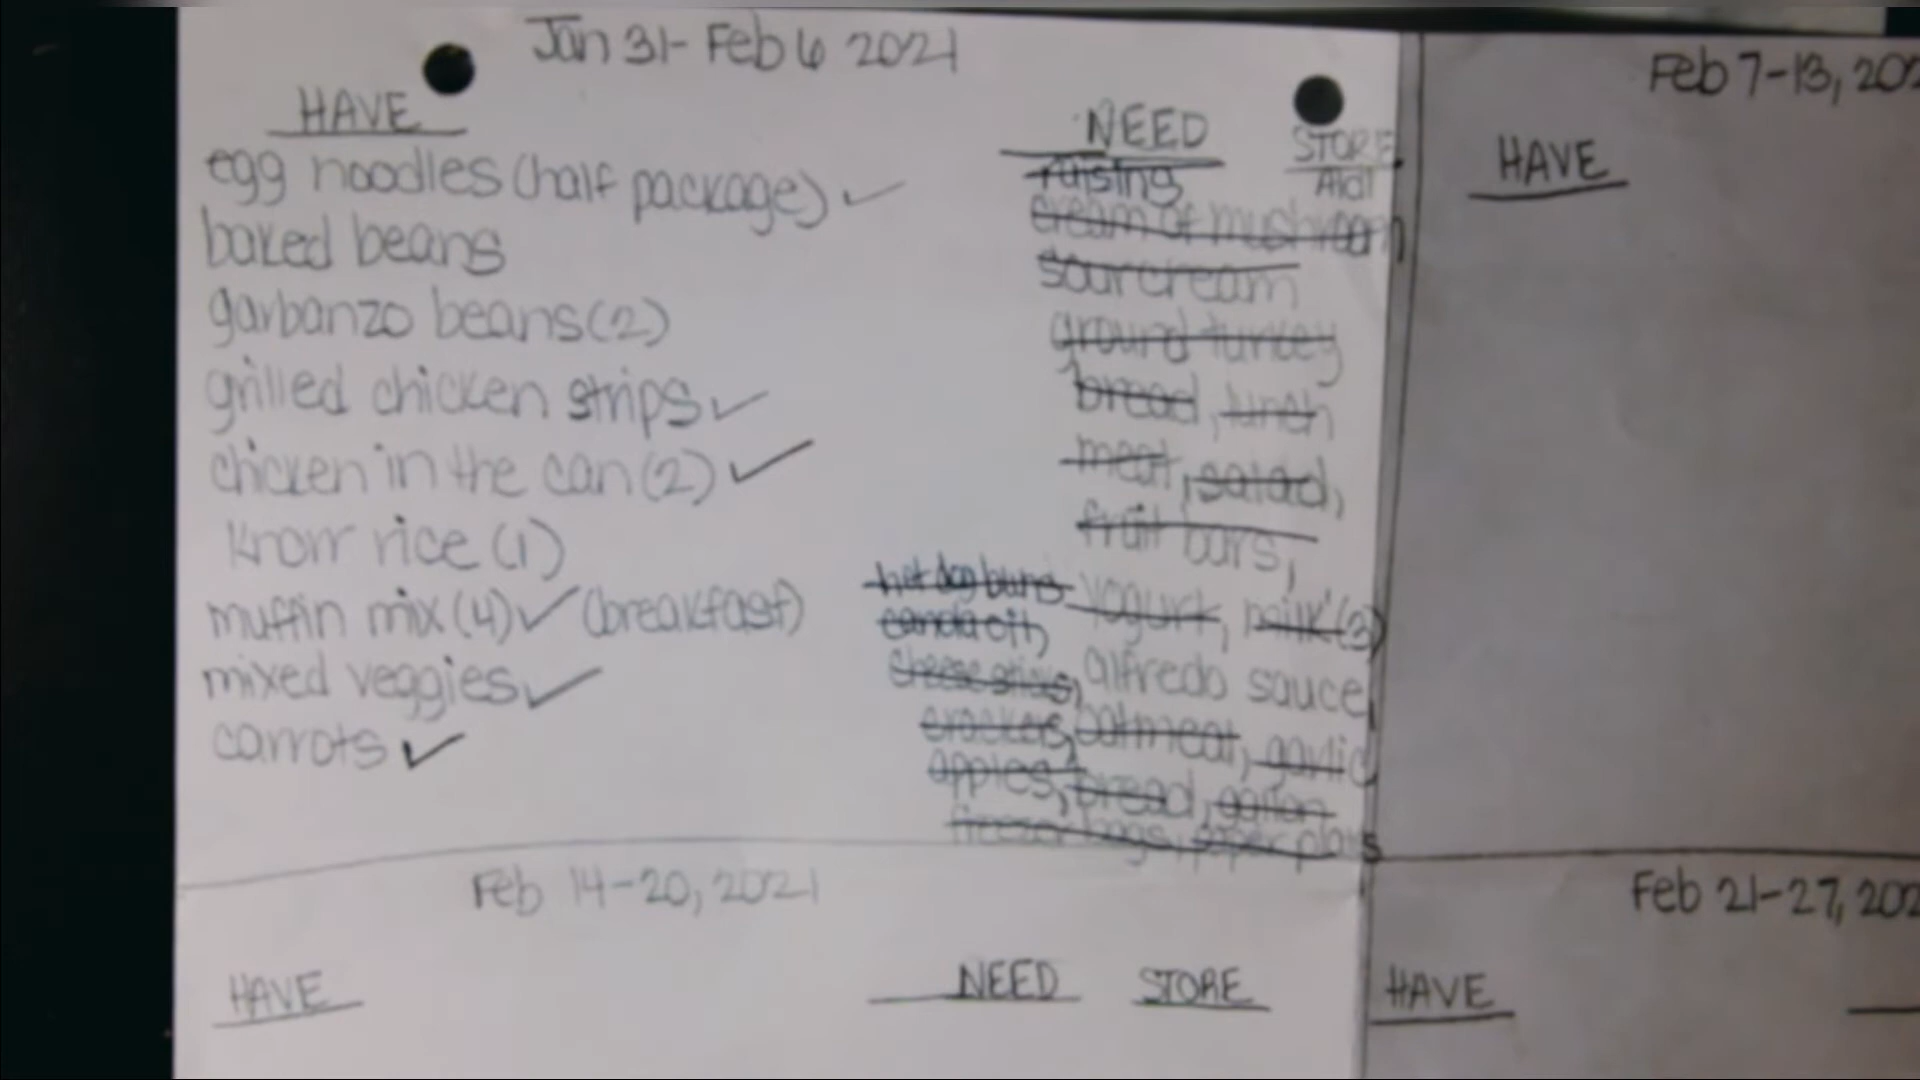 Jan 31- Feb 6 2021
HAVE
egg noodles (half package) ✓
baked beans
garbanzo beans (2)
grilled chicken strips ✓
chicken in the can (2) ✓
Knorr rice (1)
muffin mix (4) ✓ (breakfast)
mixed veggies ✓
carrots ✓
NEED
STORE
Aldi
cream of mushroom
sour cream
ground turkey
bread, lunch
meat, salad,
fruit bars,
hot dog buns yogurt, milk (3)
canola oil,
cheese sticks, alfredo sauce,
crackers, oatmeal, garlic
apples, bread, gallon
freezer bags, paper plates
Feb 7-13, 202
HAVE
Feb 14-20, 2021
HAVE
NEED
STORE
Feb 21-27, 202
HAVE